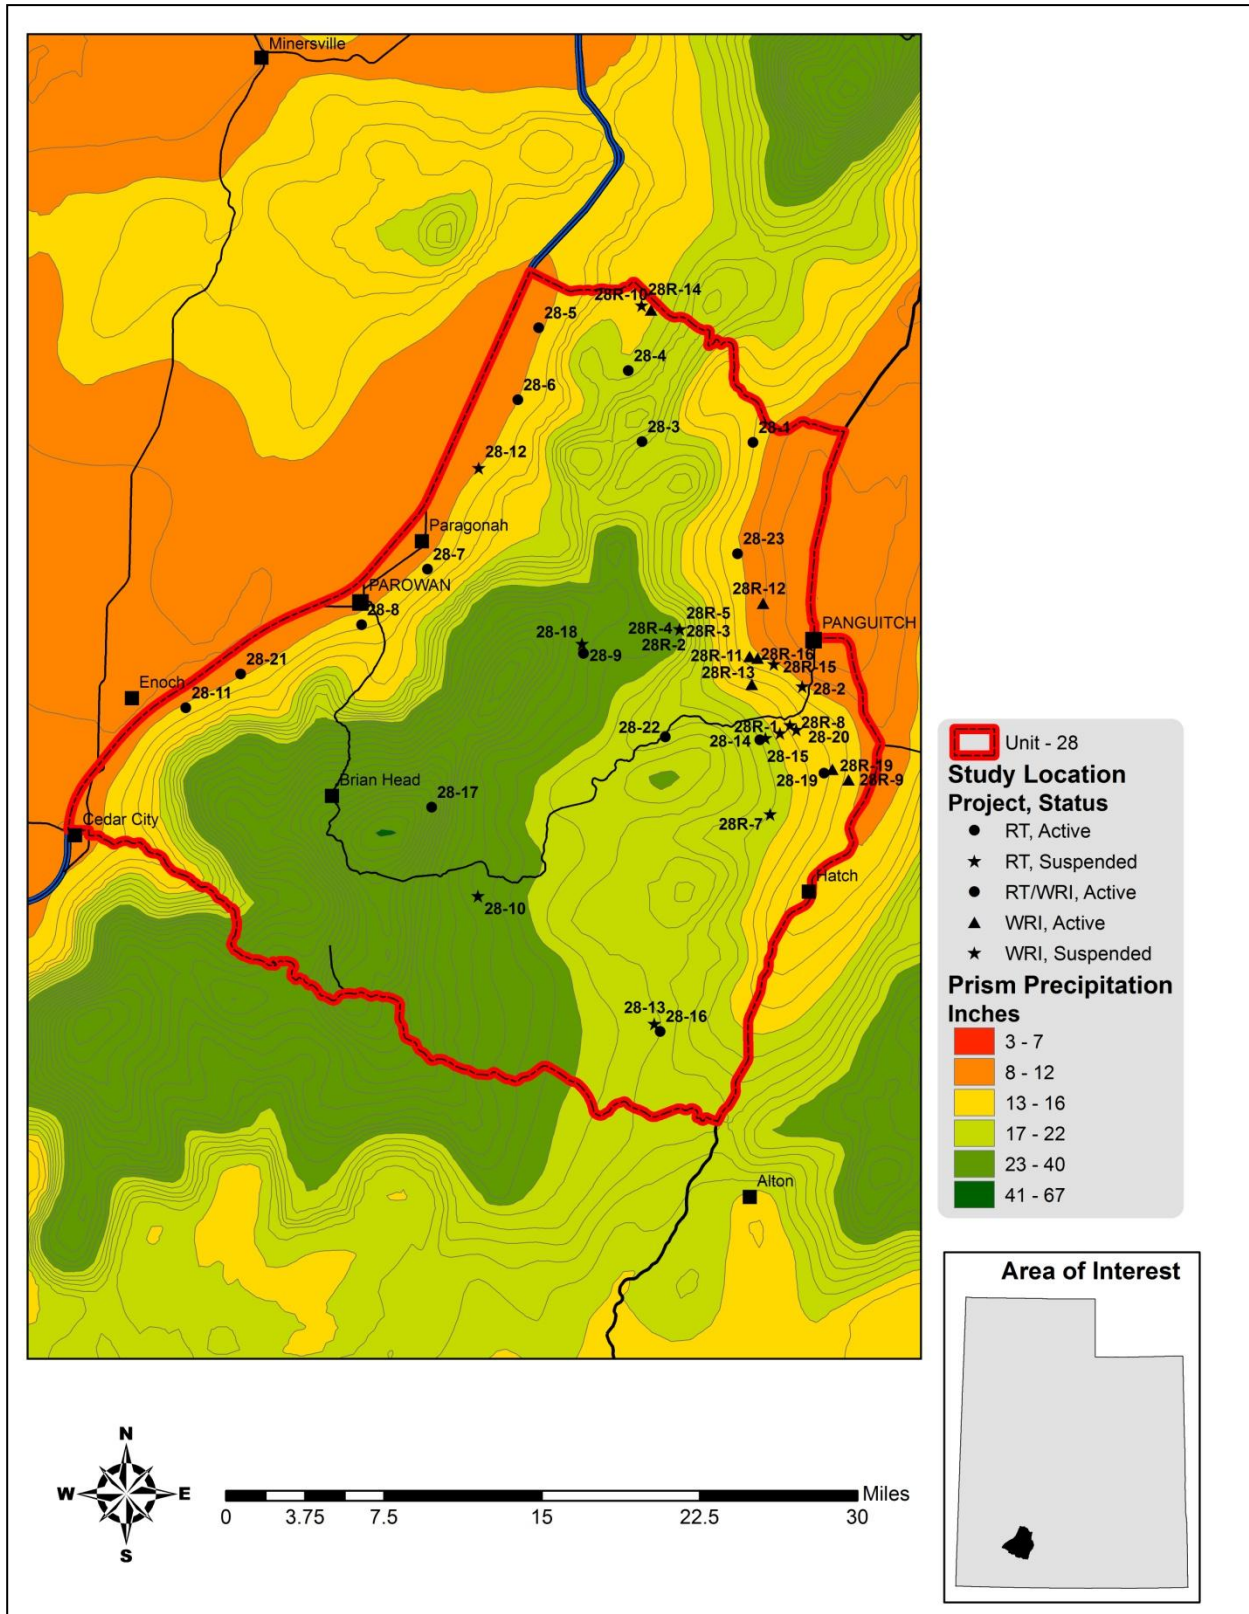 Minersville
28R-14
28R-10
28-5
28-4
28-6
28-3
28-1
28-12
Paragonah
28-23
28-7
PAROWAN
28R-12
28-8
28R-5
28R-4
28R-3
28-18
28R-2
PANGUITCH
28-9
28R-11
28R-16
28R-15
28-21
28R-13
28-2
Enoch
28-11
28-22
28R-1
28R-8
28-14
28-20
28-15
28R-19
28-19
28R-9
Brian Head
28-17
Cedar City
28R-7
Hatch
28-10
28-13
28-16
Alton
Unit - 28
Study Location
Project, Status
RT, Active
RT, Suspended
RT/WRI, Active
WRI, Active
WRI, Suspended
Prism Precipitation
Inches
3 - 7
8 - 12
13 - 16
17 - 22
23 - 40
41 - 67
Area of Interest
N
W
E
S
Miles
0
3.75
7.5
15
22.5
30